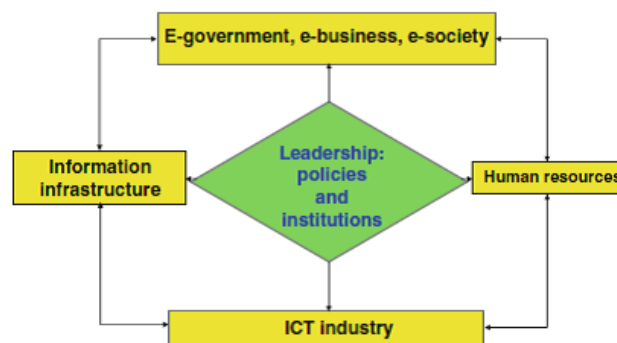 E-government, e-business, e-society
Leadership:
policies
and
institutions
Information
infrastructure
Human resources
ICT industry